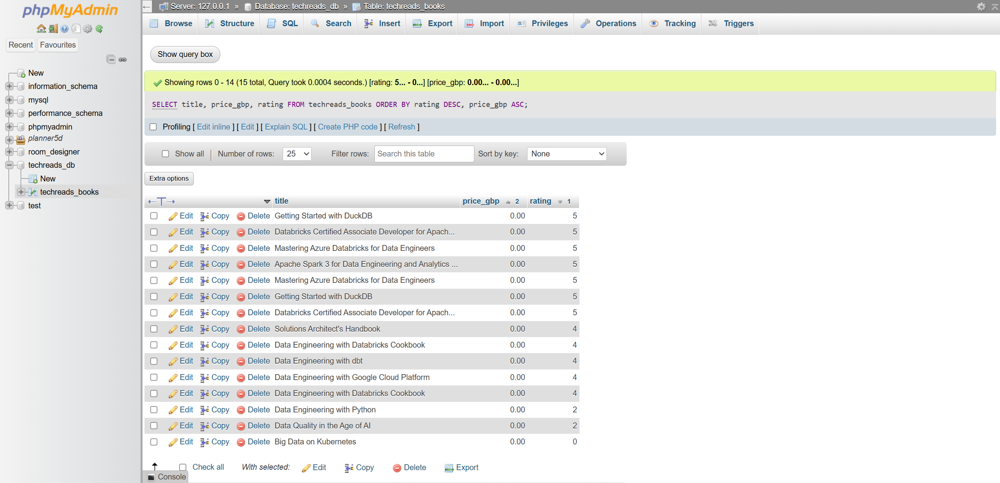 phpMyAdmin
Recent Favourites
New
information_schema
mysql
performance_schema
phpmyadmin
planner5d
room_designer
techreads_db
New
techreads_books
test
Server: 127.0.0.1 » Database: techreads_db » Table: techreads_books
Browse Structure SQL Search Insert Export Import Privileges Operations Tracking Triggers
Show query box
Showing rows 0 - 14 (15 total, Query took 0.0004 seconds.) [rating: 5... - 0...] [price_gbp: 0.00... - 0.00...]
SELECT title, price_gbp, rating FROM techreads_books ORDER BY rating DESC, price_gbp ASC;
Profiling [ Edit inline ] [ Edit ] [ Explain SQL ] [ Create PHP code ] [ Refresh ]
Show all Number of rows: 25 Filter rows: Search this table Sort by key: None
Extra options
←T→ title price_gbp 2 rating 1
Edit Copy Delete Getting Started with DuckDB 0.00 5
Edit Copy Delete Databricks Certified Associate Developer for Apach... 0.00 5
Edit Copy Delete Mastering Azure Databricks for Data Engineers 0.00 5
Edit Copy Delete Apache Spark 3 for Data Engineering and Analytics ... 0.00 5
Edit Copy Delete Mastering Azure Databricks for Data Engineers 0.00 5
Edit Copy Delete Getting Started with DuckDB 0.00 5
Edit Copy Delete Databricks Certified Associate Developer for Apach... 0.00 5
Edit Copy Delete Solutions Architect's Handbook 0.00 4
Edit Copy Delete Data Engineering with Databricks Cookbook 0.00 4
Edit Copy Delete Data Engineering with dbt 0.00 4
Edit Copy Delete Data Engineering with Google Cloud Platform 0.00 4
Edit Copy Delete Data Engineering with Databricks Cookbook 0.00 4
Edit Copy Delete Data Engineering with Python 0.00 2
Edit Copy Delete Data Quality in the Age of AI 0.00 2
Edit Copy Delete Big Data on Kubernetes 0.00 0
Check all With selected: Edit Copy Delete Export
Console